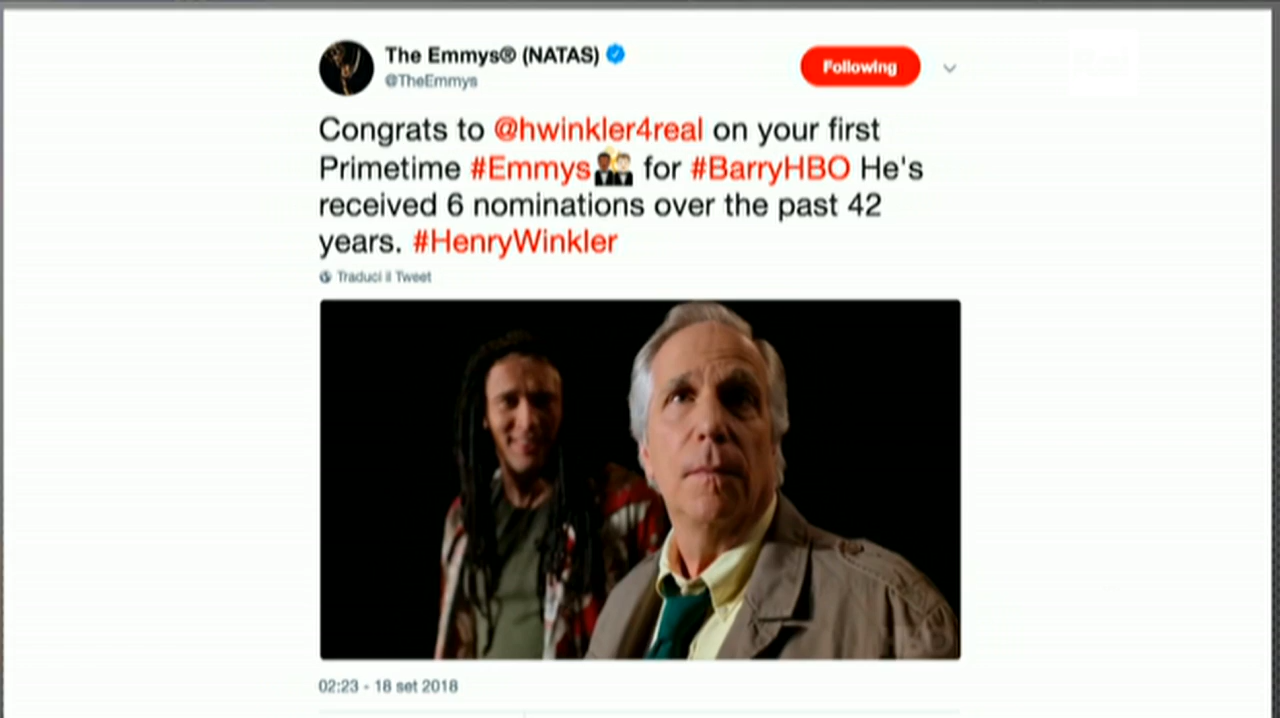 The Emmys® (NATAS)
@TheEmmys
Following
Congrats to @hwinkler4real on your first
Primetime #Emmys for #BarryHBO He's
received 6 nominations over the past 42
years. #HenryWinkler
Traduci il Tweet
02:23 - 18 set 2018